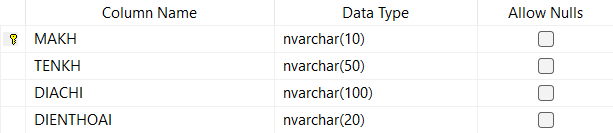 Column Name Data Type Allow Nulls
MAKH nvarchar(10)
TENKH nvarchar(50)
DIACHI nvarchar(100)
DIENTHOAI nvarchar(20)